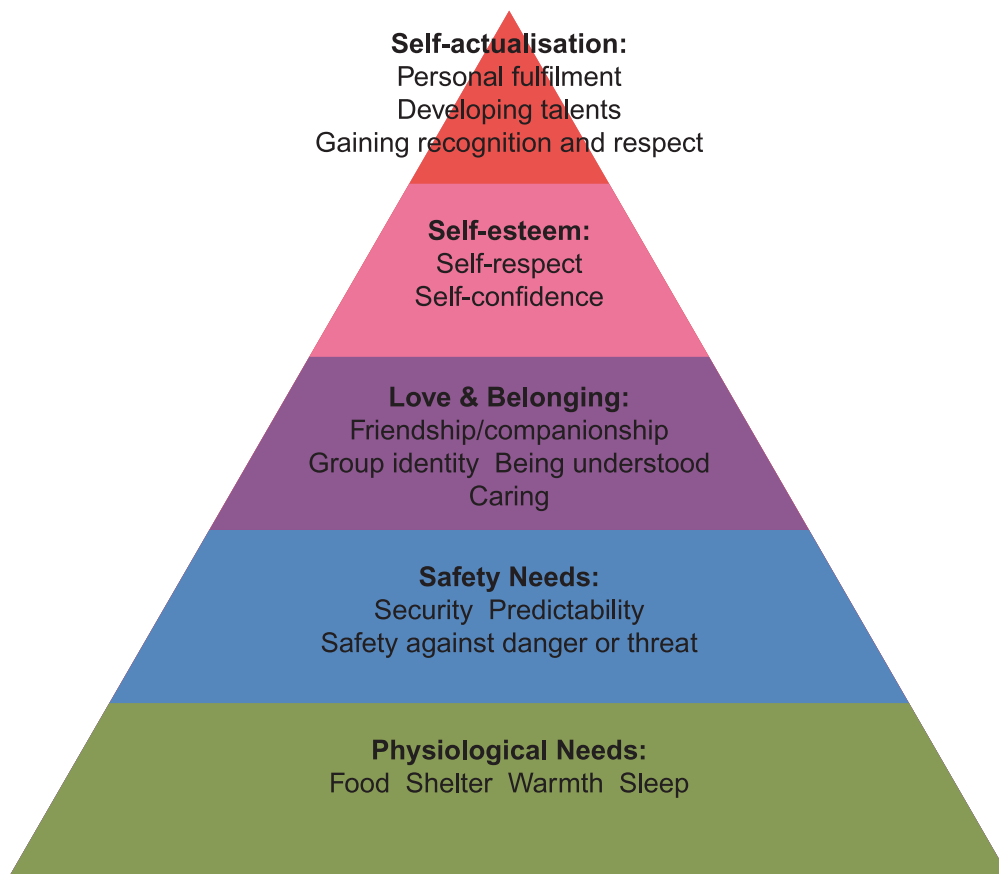 Self-actualisation:
Personal fulfilment
Developing talents
Gaining recognition and respect
Self-esteem:
Self-respect
Self-confidence
Love & Belonging:
Friendship/companionship
Group identity  Being understood
Caring
Safety Needs:
Security  Predictability
Safety against danger or threat
Physiological Needs:
Food  Shelter  Warmth  Sleep